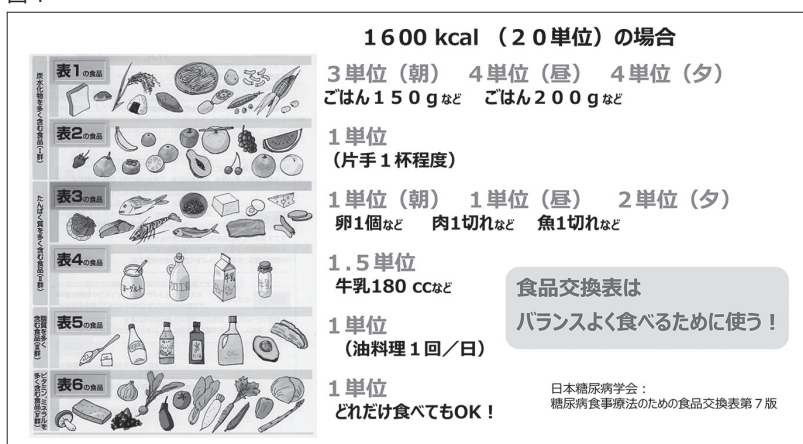 1600 kcal （20単位）の場合
表1の食品
3単位（朝） 4単位（昼） 4単位（夕）
ごはん150gなど ごはん200gなど
炭水化物を多く含む食品(Ⅰ群)
表2の食品
1単位
（片手1杯程度）
表3の食品
1単位（朝） 1単位（昼） 2単位（夕）
卵1個など 肉1切れなど 魚1切れなど
たんぱく質を多く含む食品(Ⅱ群)
表4の食品
ヨーグルト
牛乳
1.5単位
牛乳180 ccなど
食品交換表は
バランスよく食べるために使う！
表5の食品
1単位
（油料理1回／日）
脂質を多く
含む食品(Ⅲ群)
表6の食品
1単位
どれだけ食べてもOK！
ビタミン、ミネラルを
多く含む食品(Ⅳ群)
日本糖尿病学会：
糖尿病食事療法のための食品交換表第7版